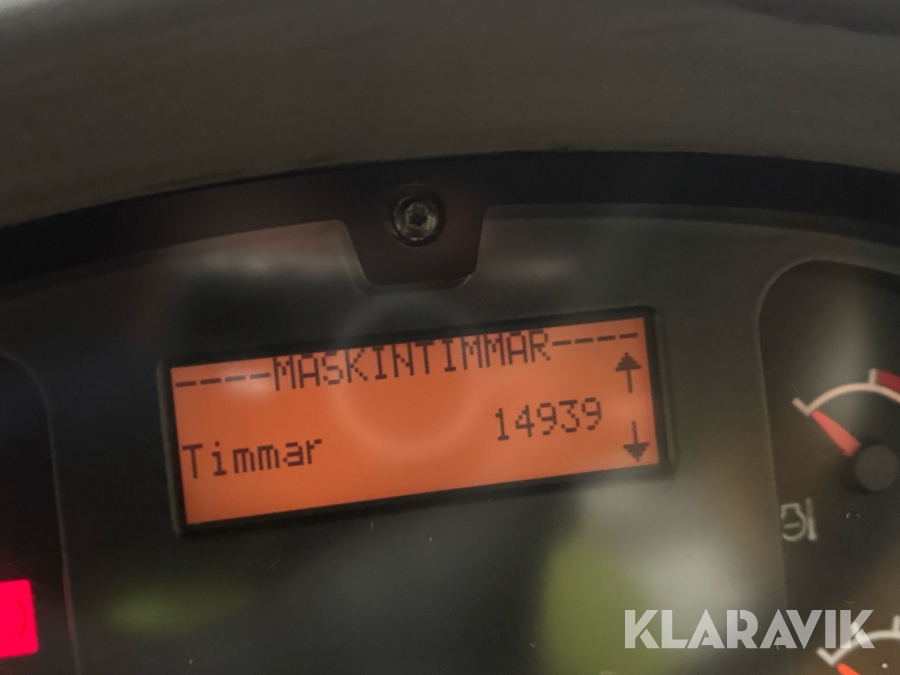 ----MASKINTIMMAR----
Timmar 14939
KLARAVIK